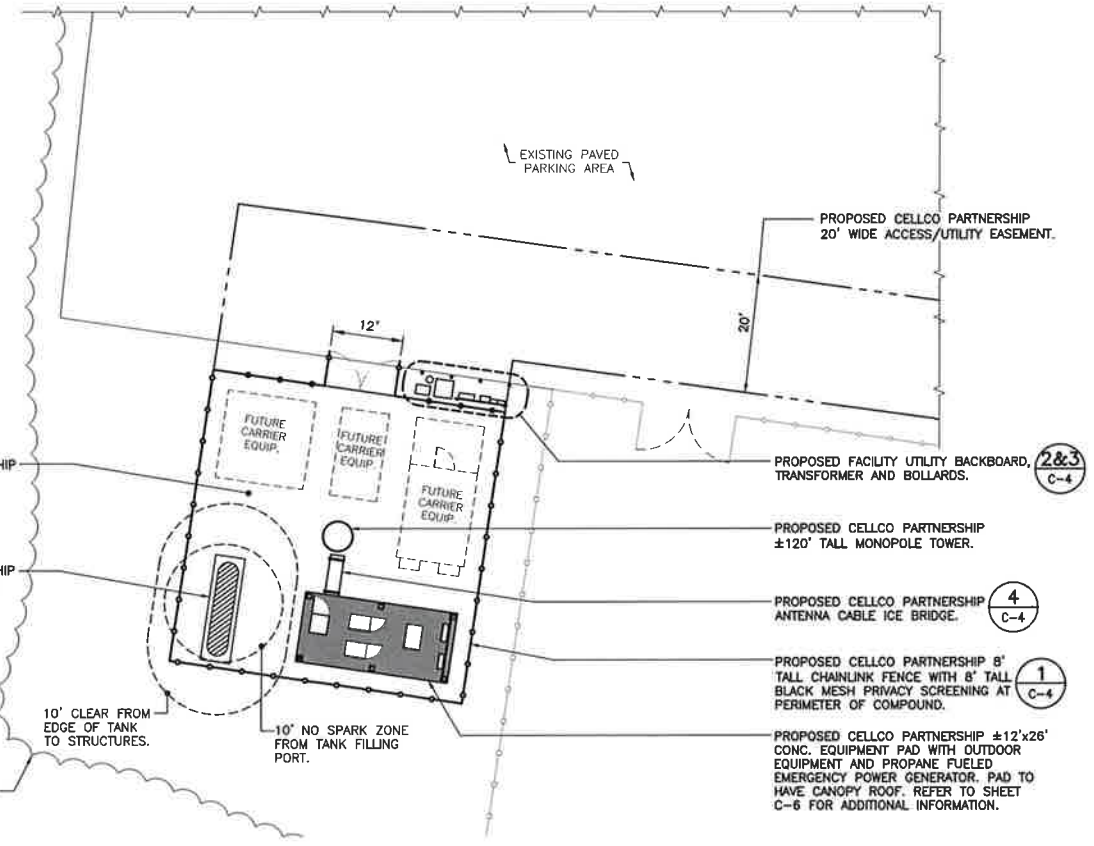 EXISTING PAVED
PARKING AREA
PROPOSED CELLCO PARTNERSHIP
20' WIDE ACCESS/UTILITY EASEMENT.
12'
20'
FUTURE
CARRIER
EQUIP.
FUTURE
CARRIER
EQUIP.
FUTURE
CARRIER
EQUIP.
HIP
HIP
PROPOSED FACILITY UTILITY BACKBOARD,
TRANSFORMER AND BOLLARDS.
2&3
C-4
PROPOSED CELLCO PARTNERSHIP
±120' TALL MONOPOLE TOWER.
PROPOSED CELLCO PARTNERSHIP
ANTENNA CABLE ICE BRIDGE.
4
C-4
PROPOSED CELLCO PARTNERSHIP 8'
TALL CHAINLINK FENCE WITH 8' TALL
BLACK MESH PRIVACY SCREENING AT
PERIMETER OF COMPOUND.
1
C-4
10' CLEAR FROM
EDGE OF TANK
TO STRUCTURES.
10' NO SPARK ZONE
FROM TANK FILLING
PORT.
PROPOSED CELLCO PARTNERSHIP ±12'x26'
CONC. EQUIPMENT PAD WITH OUTDOOR
EQUIPMENT AND PROPANE FUELED
EMERGENCY POWER GENERATOR. PAD TO
HAVE CANOPY ROOF. REFER TO SHEET
C-6 FOR ADDITIONAL INFORMATION.